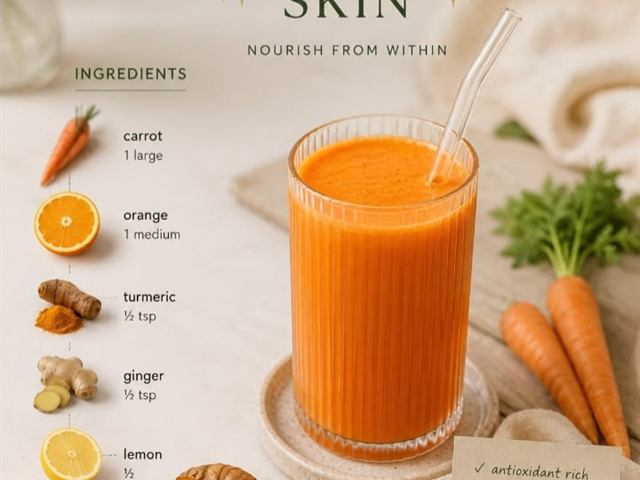 SKIN
NOURISH FROM WITHIN
INGREDIENTS
carrot
1 large
orange
1 medium
turmeric
½ tsp
ginger
½ tsp
lemon
½
✓ antioxidant rich